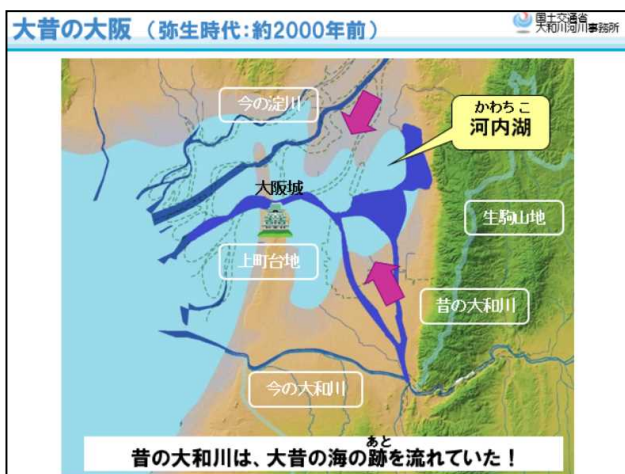 大昔の大阪 (弥生時代:約2000年前)
国土交通省
大和川河川事務所
今の淀川
かわちこ
河内湖
大阪城
生駒山地
上町台地
昔の大和川
今の大和川
あと
昔の大和川は、大昔の海の跡を流れていた!